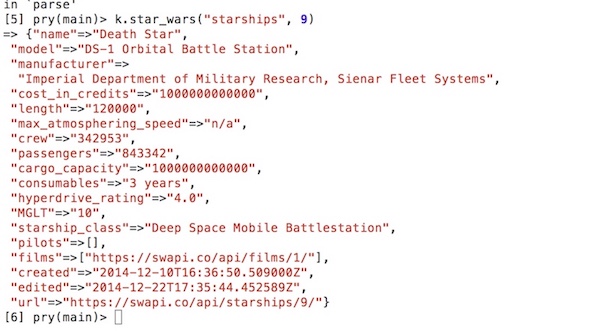 in `parse'
[5] pry(main)> k.star_wars("starships", 9)
=> {"name"=>"Death Star",
"model"=>"DS-1 Orbital Battle Station",
"manufacturer"=>
"Imperial Department of Military Research, Sienar Fleet Systems",
"cost_in_credits"=>"1000000000000",
"length"=>"120000",
"max_atmosphering_speed"=>"n/a",
"crew"=>"342953",
"passengers"=>"843342",
"cargo_capacity"=>"1000000000000",
"consumables"=>"3 years",
"hyperdrive_rating"=>"4.0",
"MGLT"=>"10",
"starship_class"=>"Deep Space Mobile Battlestation",
"pilots"=>[],
"films"=>["https://swapi.co/api/films/1/"],
"created"=>"2014-12-10T16:36:50.509000Z",
"edited"=>"2014-12-22T17:35:44.452589Z",
"url"=>"https://swapi.co/api/starships/9/"}
[6] pry(main)>